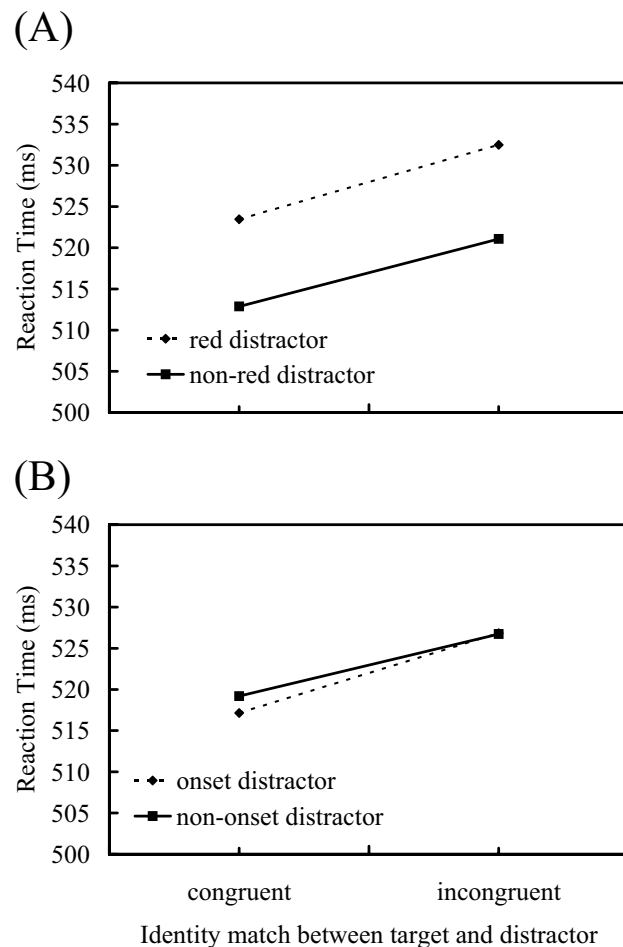 (A)
540
535
530
525
520
515
510
505
500
Reaction Time (ms)
red distractor
non-red distractor
(B)
540
535
530
525
520
515
510
505
500
Reaction Time (ms)
onset distractor
non-onset distractor
congruent incongruent
Identity match between target and distractor